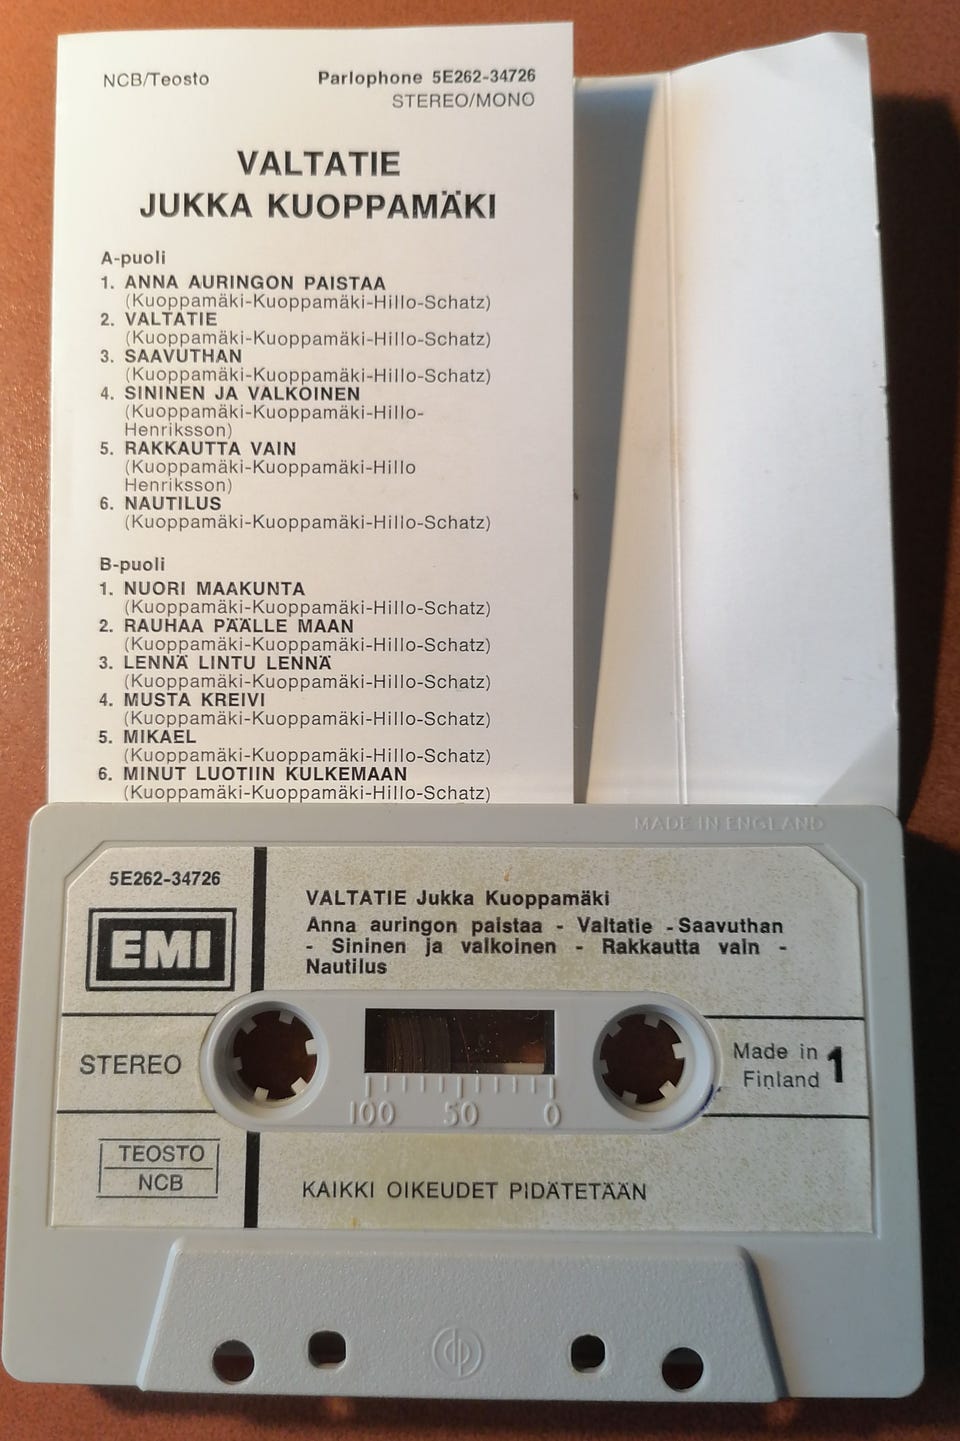 NCB/Teosto
Parlophone 5E262-34726
STEREO/MONO
VALTATIE
JUKKA KUOPPAMÄKI
A-puoli
1. ANNA AURINGON PAISTAA
(Kuoppamäki-Kuoppamäki-Hillo-Schatz)
2. VALTATIE
(Kuoppamäki-Kuoppamäki-Hillo-Schatz)
3. SAAVUTHAN
(Kuoppamäki-Kuoppamäki-Hillo-Schatz)
4. SININEN JA VALKOINEN
(Kuoppamäki-Kuoppamäki-Hillo-
Henriksson)
5. RAKKAUTTA VAIN
(Kuoppamäki-Kuoppamäki-Hillo
Henriksson)
6. NAUTILUS
(Kuoppamäki-Kuoppamäki-Hillo-Schatz)
B-puoli
1. NUORI MAAKUNTA
(Kuoppamäki-Kuoppamäki-Hillo-Schatz)
2. RAUHAA PÄÄLLE MAAN
(Kuoppamäki-Kuoppamäki-Hillo-Schatz)
3. LENNÄ LINTU LENNÄ
(Kuoppamäki-Kuoppamäki-Hillo-Schatz)
4. MUSTA KREIVI
(Kuoppamäki-Kuoppamäki-Hillo-Schatz)
5. MIKAEL
(Kuoppamäki-Kuoppamäki-Hillo-Schatz)
6. MINUT LUOTIIN KULKEMAAN
(Kuoppamäki-Kuoppamäki-Hillo-Schatz)
MADE IN ENGLAND
5E262-34726
EMI
VALTATIE Jukka Kuoppamäki
Anna auringon paistaa - Valtatie - Saavuthan
- Sininen ja valkoinen - Rakkautta vain -
Nautilus
STEREO
100 50 0
Made in
Finland
1
TEOSTO
NCB
KAIKKI OIKEUDET PIDÄTETÄÄN